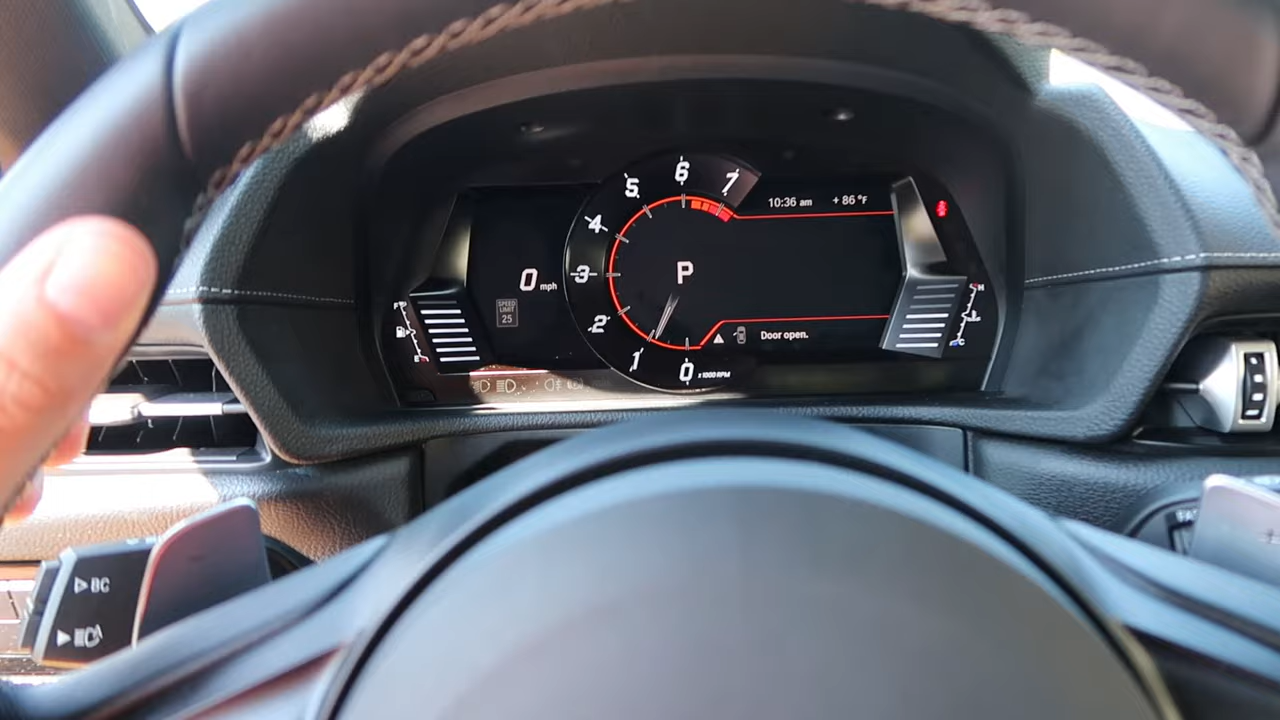 10:36 am +86 °F
7
6
5
4
3
2
1
0
x 1000 RPM
P
0 mph
SPEED
LIMIT
25
F
E
H
C
Door open.
BC